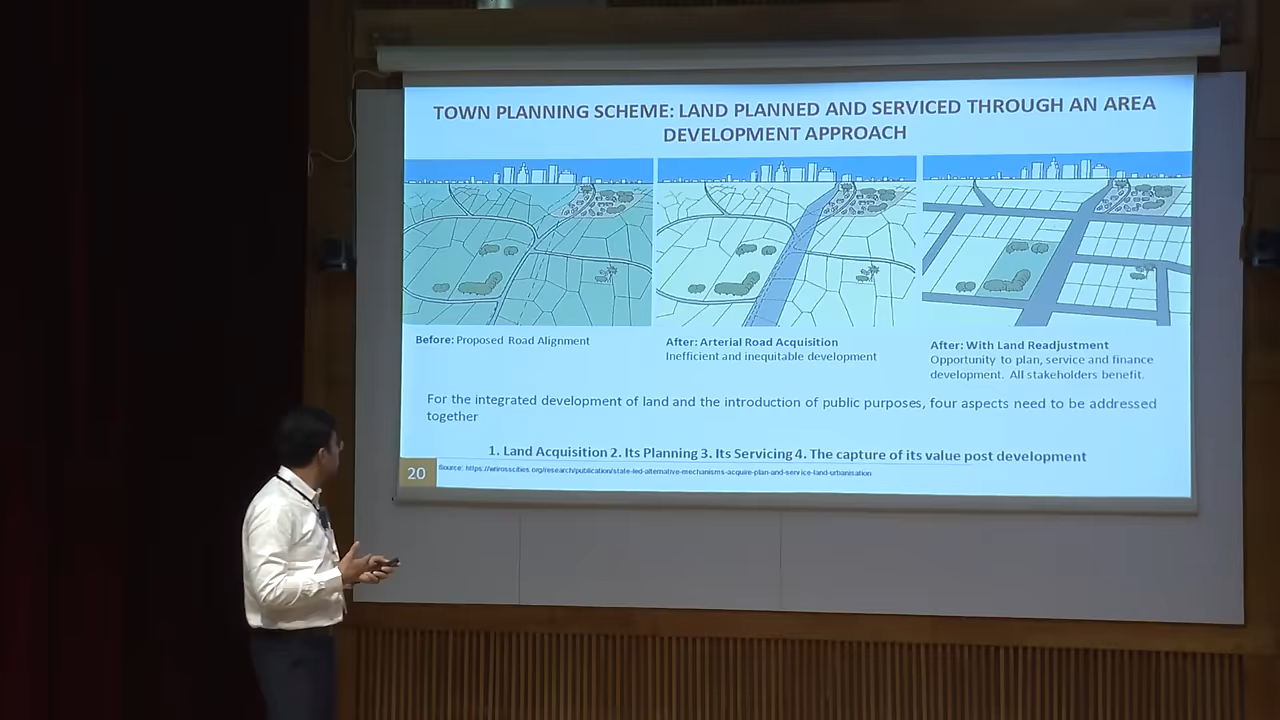 TOWN PLANNING SCHEME: LAND PLANNED AND SERVICED THROUGH AN AREA
DEVELOPMENT APPROACH
Before: Proposed Road Alignment
After: Arterial Road Acquisition
Inefficient and inequitable development
After: With Land Readjustment
Opportunity to plan, service and finance
development. All stakeholders benefit.
For the integrated development of land and the introduction of public purposes, four aspects need to be addressed
together
1. Land Acquisition 2. Its Planning 3. Its Servicing 4. The capture of its value post development
20
Source: https://wrirosscities.org/research/publication/state-led-alternative-mechanisms-acquire-plan-and-service-land-urbanisation